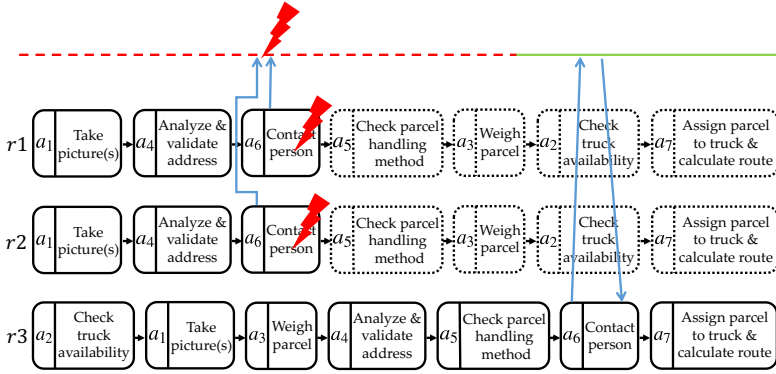 r1
a1 Take picture(s)
a4 Analyze & validate address
a6 Contact person
a5 Check parcel handling method
a3 Weigh parcel
a2 Check truck availability
a7 Assign parcel to truck & calculate route
r2
a1 Take picture(s)
a4 Analyze & validate address
a6 Contact person
a5 Check parcel handling method
a3 Weigh parcel
a2 Check truck availability
a7 Assign parcel to truck & calculate route
r3
a2 Check truck availability
a1 Take picture(s)
a3 Weigh parcel
a4 Analyze & validate address
a5 Check parcel handling method
a6 Contact person
a7 Assign parcel to truck & calculate route